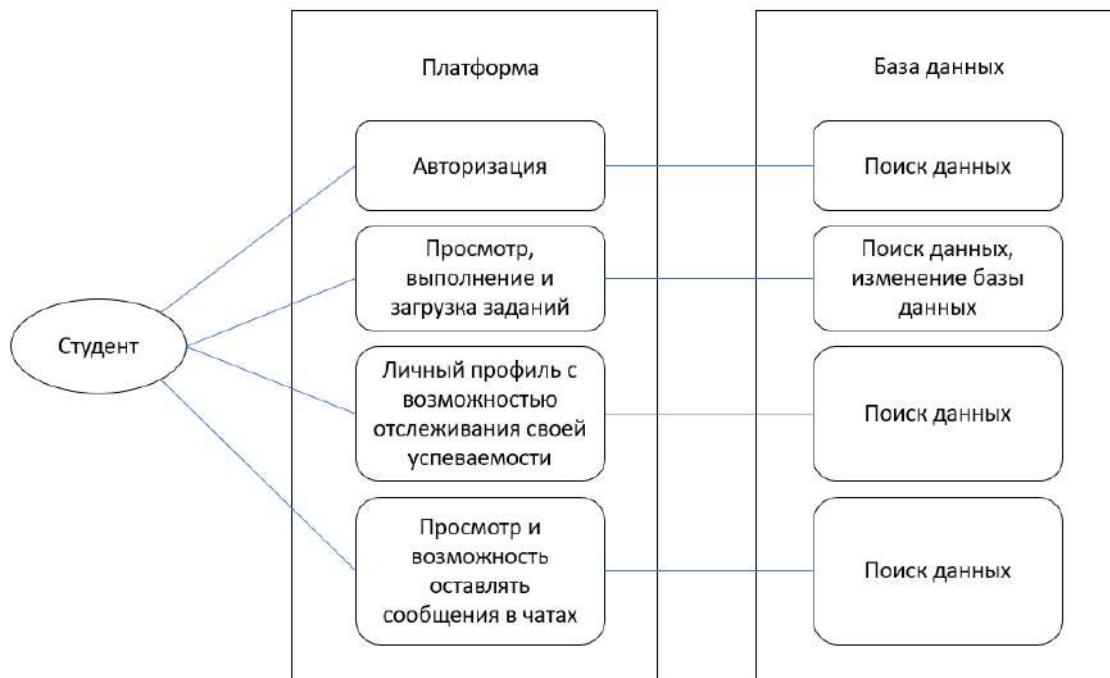 Платформа
База данных
Авторизация
Поиск данных
Просмотр,
выполнение и
загрузка заданий
Поиск данных,
изменение базы
данных
Студент
Личный профиль с
возможностью
отслеживания своей
успеваемости
Поиск данных
Просмотр и
возможность
оставлять
сообщения в чатах
Поиск данных